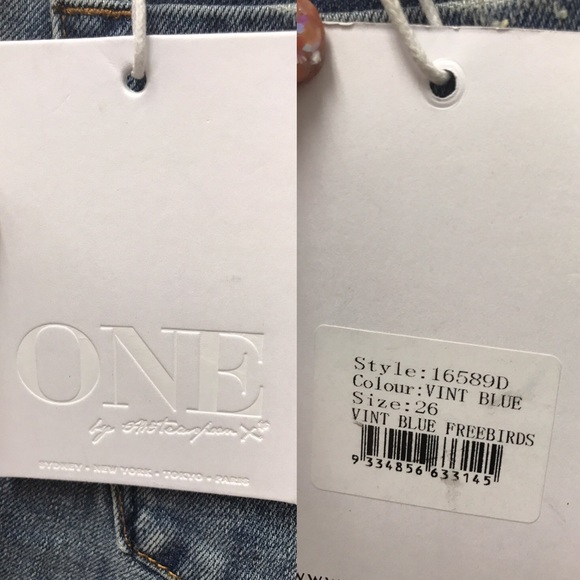 ONE
by
SYDNEY • NEW YORK • TOKYO • PARIS
Style:16589D
Colour:VINT BLUE
Size:26
VINT BLUE FREEBIRDS
9 334856 633145